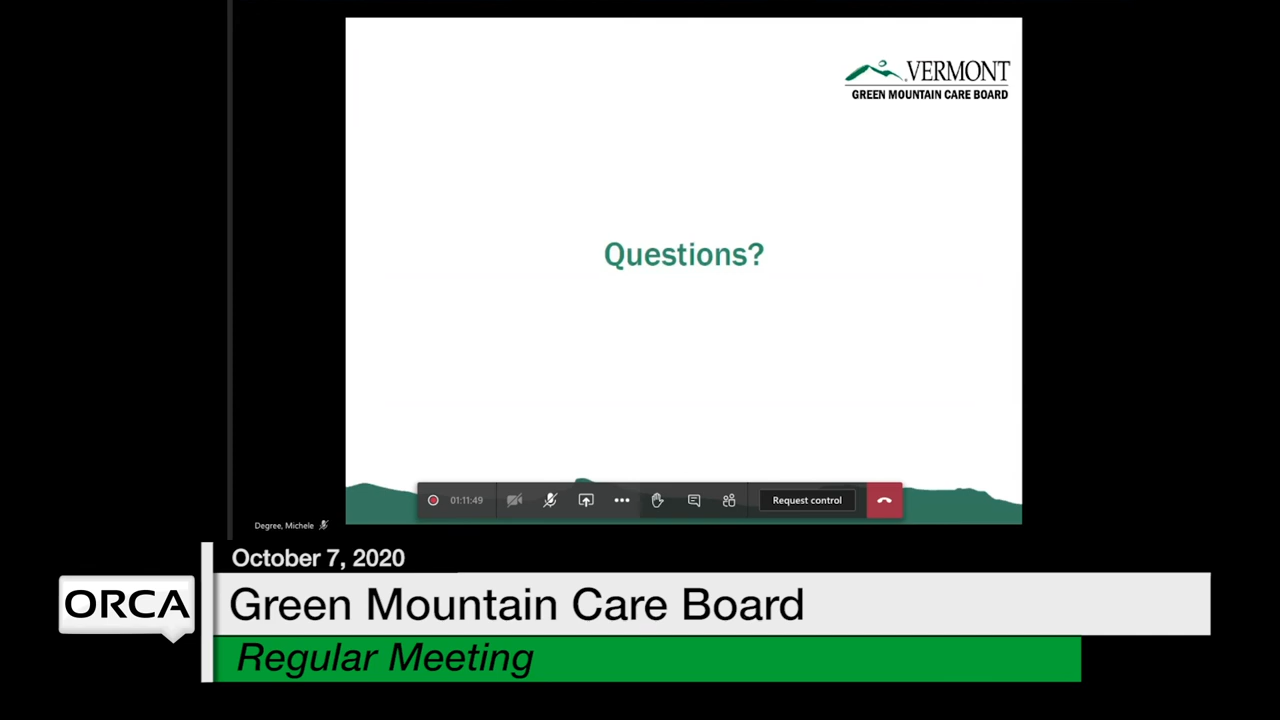 VERMONT
GREEN MOUNTAIN CARE BOARD
Questions?
01:11:49
Request control
Degree, Michele
October 7, 2020
ORCA
Green Mountain Care Board
Regular Meeting